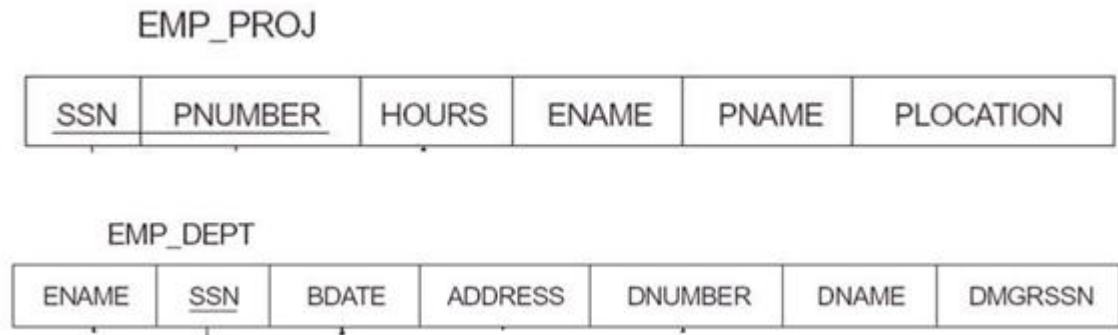 EMP_PROJ
SSN PNUMBER HOURS ENAME PNAME PLOCATION
EMP_DEPT
ENAME SSN BDATE ADDRESS DNUMBER DNAME DMGRSSN